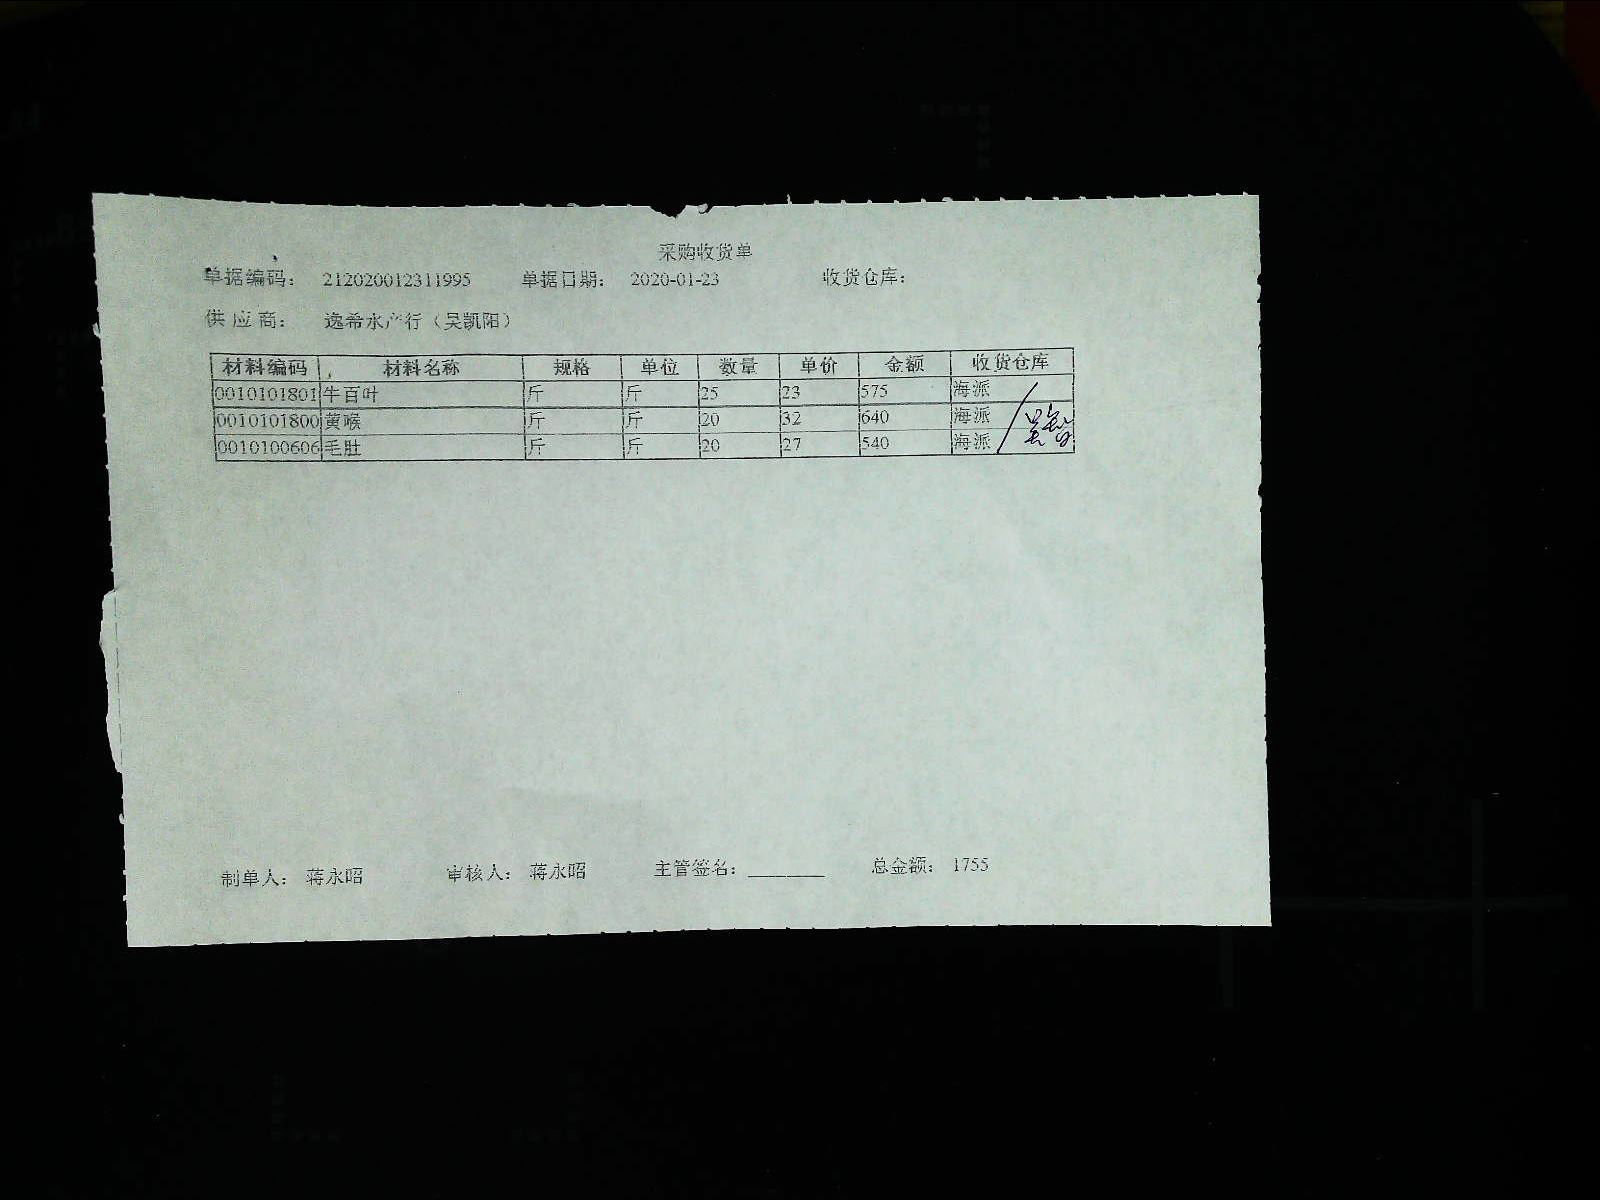 采购收货单
单据编码： 212020012311995 单据日期： 2020-01-23 收货仓库：
供应商： 逸希水产行（吴凯阳）
材料编码 材料名称 规格 单位 数量 单价 金额 收货仓库
0010101801 牛百叶 斤 斤 25 23 575 海派
0010101800 黄喉 斤 斤 20 32 640 海派
0010100606 毛肚 斤 斤 20 27 540 海派
制单人： 蒋永昭 审核人： 蒋永昭 主管签名：________ 总金额： 1755